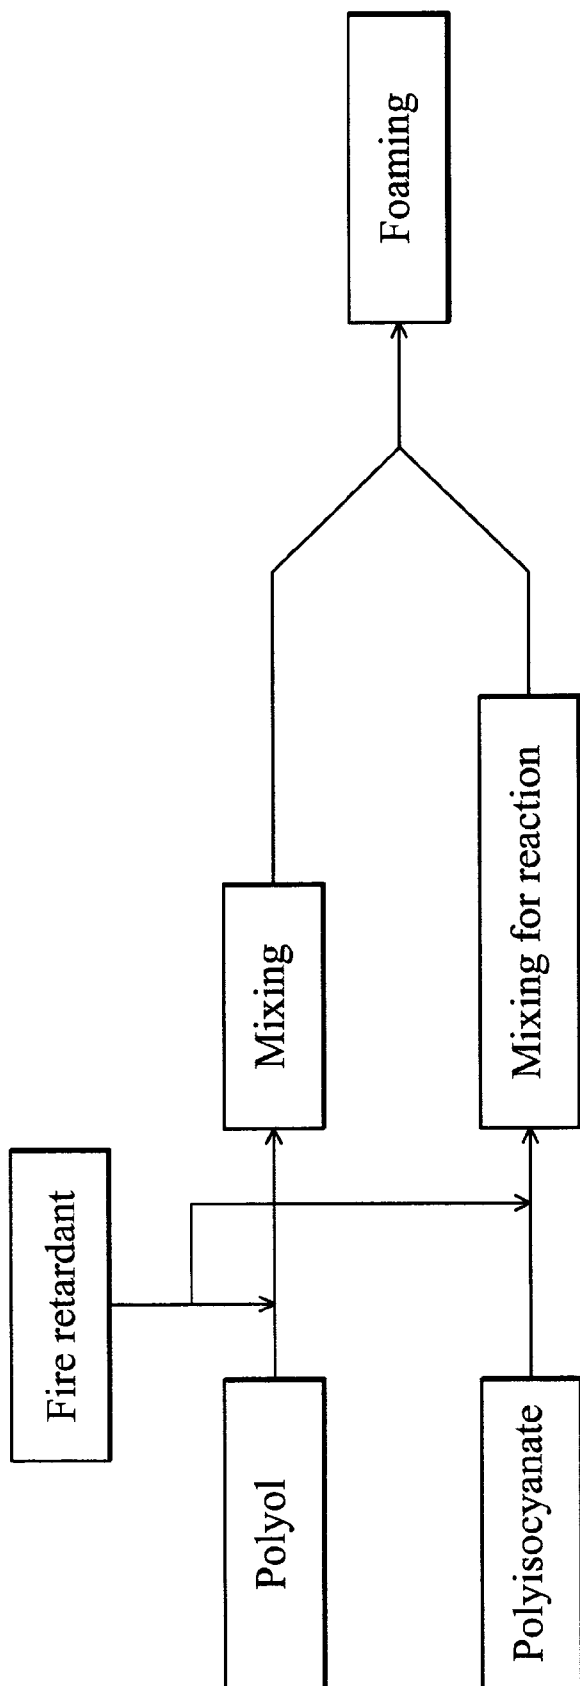 Fire retardant
Polyol
Mixing
Foaming
Polyisocyanate
Mixing for reaction